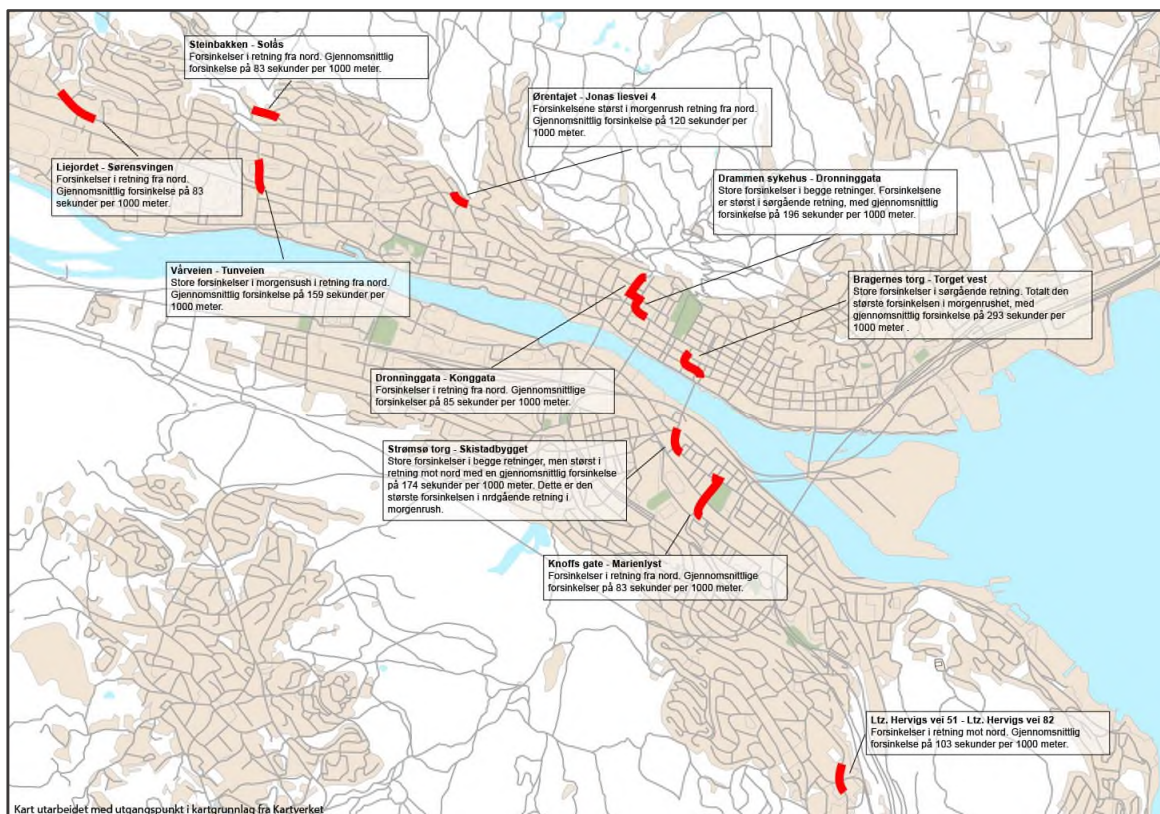 Steinbakken - Solås
Forsinkelser i retning fra nord. Gjennomsnittlig
forsinkelse på 83 sekunder per 1000 meter.
Ørentajet - Jonas liesvei 4
Forsinkelsene størst i morgenrush retning fra nord.
Gjennomsnittlig forsinkelse på 120 sekunder per
1000 meter.
Liejordet - Sørensvingen
Forsinkelser i retning fra nord.
Gjennomsnittlig forsinkelse på 83
sekunder per 1000 meter.
Drammen sykehus - Dronninggata
Store forsinkelser i begge retninger. Forsinkelsene
er størst i sørgående retning, med gjennomsnittlig
forsinkelse på 196 sekunder per 1000 meter.
Vårveien - Tunveien
Store forsinkelser i morgensush i retning fra nord.
Gjennomsnittlig forsinkelse på 159 sekunder per
1000 meter.
Bragernes torg - Torget vest
Store forsinkelser i sørgående retning. Totalt den
største forsinkelsen i morgenrushet, med
gjennomsnittlig forsinkelse på 293 sekunder per
1000 meter .
Dronninggata - Konggata
Forsinkelser i retning fra nord. Gjennomsnittlige
forsinkelser på 85 sekunder per 1000 meter.
Strømsø torg - Skistadbygget
Store forsinkelser i begge retninger, men størst i
retning mot nord med en gjennomsnittlig forsinkelse
på 174 sekunder per 1000 meter. Dette er den
største forsinkelsen i nrdgående retning i
morgenrush.
Knoffs gate - Marienlyst
Forsinkelser i retning fra nord. Gjennomsnittlige
forsinkelser på 83 sekunder per 1000 meter.
Ltz. Hervigs vei 51 - Ltz. Hervigs vei 82
Forsinkelser i retning mot nord. Gjennomsnittlig
forsinkelse på 103 sekunder per 1000 meter.
Kart utarbeidet med utgangspunkt i kartgrunnlag fra Kartverket